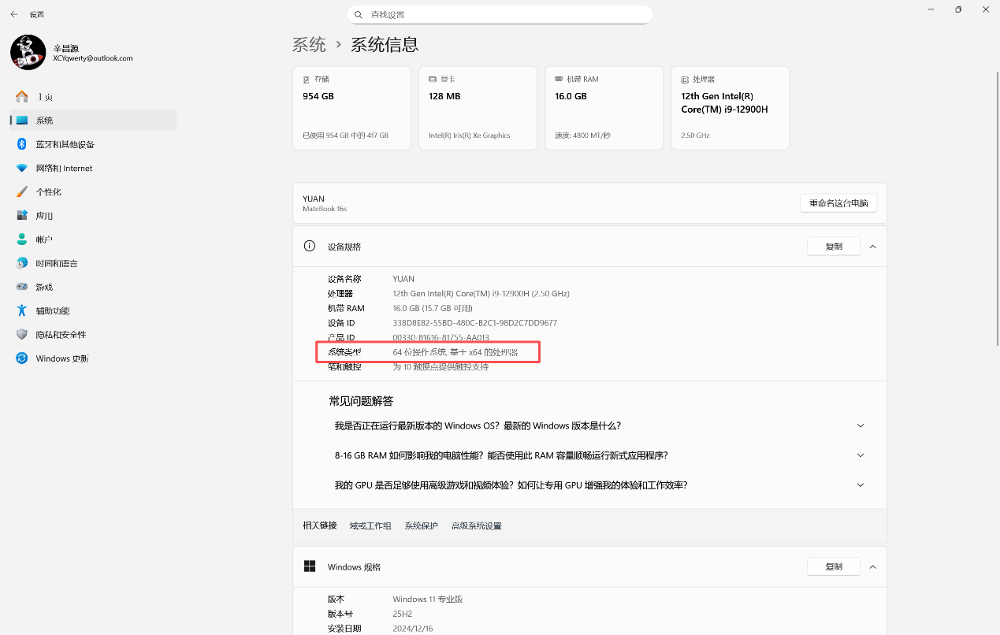 设置
查找设置
辛昌源
XCYqwerty@outlook.com
主页
系统
蓝牙和其他设备
网络和 Internet
个性化
应用
帐户
时间和语言
游戏
辅助功能
隐私和安全性
Windows 更新
系统 › 系统信息
存储
954 GB
已使用 954 GB 中的 417 GB
显卡
128 MB
Intel(R) Iris(R) Xe Graphics
机带 RAM
16.0 GB
速度: 4800 MT/秒
处理器
12th Gen Intel(R)
Core(TM) i9-12900H
2.50 GHz
YUAN
MateBook 16s
重命名这台电脑
设备规格
复制
设备名称 YUAN
处理器 12th Gen Intel(R) Core(TM) i9-12900H (2.50 GHz)
机带 RAM 16.0 GB (15.7 GB 可用)
设备 ID 338D8E82-55BD-480C-B2C1-98D2C7DD9677
产品 ID 00330-81616-81755-AA013
系统类型 64 位操作系统, 基于 x64 的处理器
笔和触控 为 10 触摸点提供触控支持
常见问题解答
我是否正在运行最新版本的 Windows OS？最新的 Windows 版本是什么？
8-16 GB RAM 如何影响我的电脑性能？能否使用此 RAM 容量顺畅运行新式应用程序？
我的 GPU 是否足够使用高级游戏和视频体验？如何让专用 GPU 增强我的体验和工作效率？
相关链接 域或工作组 系统保护 高级系统设置
Windows 规格
复制
版本 Windows 11 专业版
版本号 25H2
安装日期 2024/12/16